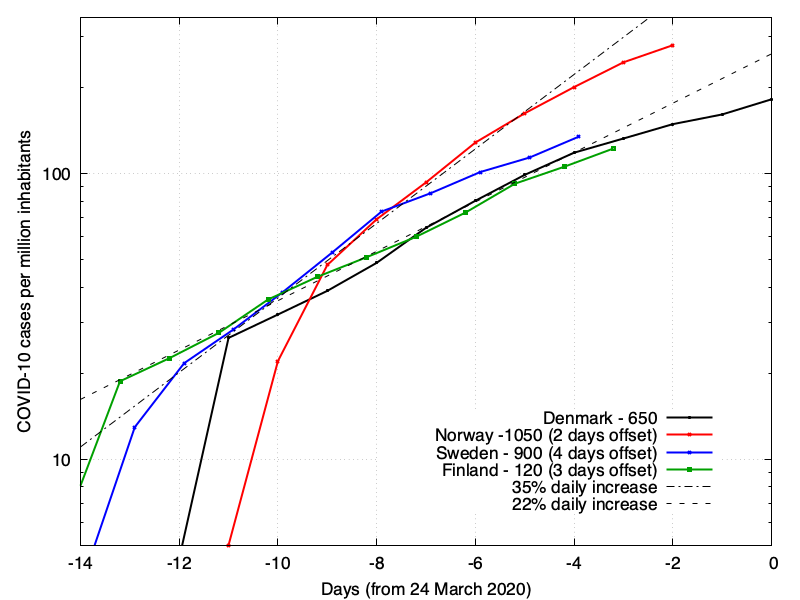 COVID-10 cases per million inhabitants
100
10
Denmark - 650
Norway -1050 (2 days offset)
Sweden - 900 (4 days offset)
Finland - 120 (3 days offset)
35% daily increase
22% daily increase
-14 -12 -10 -8 -6 -4 -2 0
Days (from 24 March 2020)